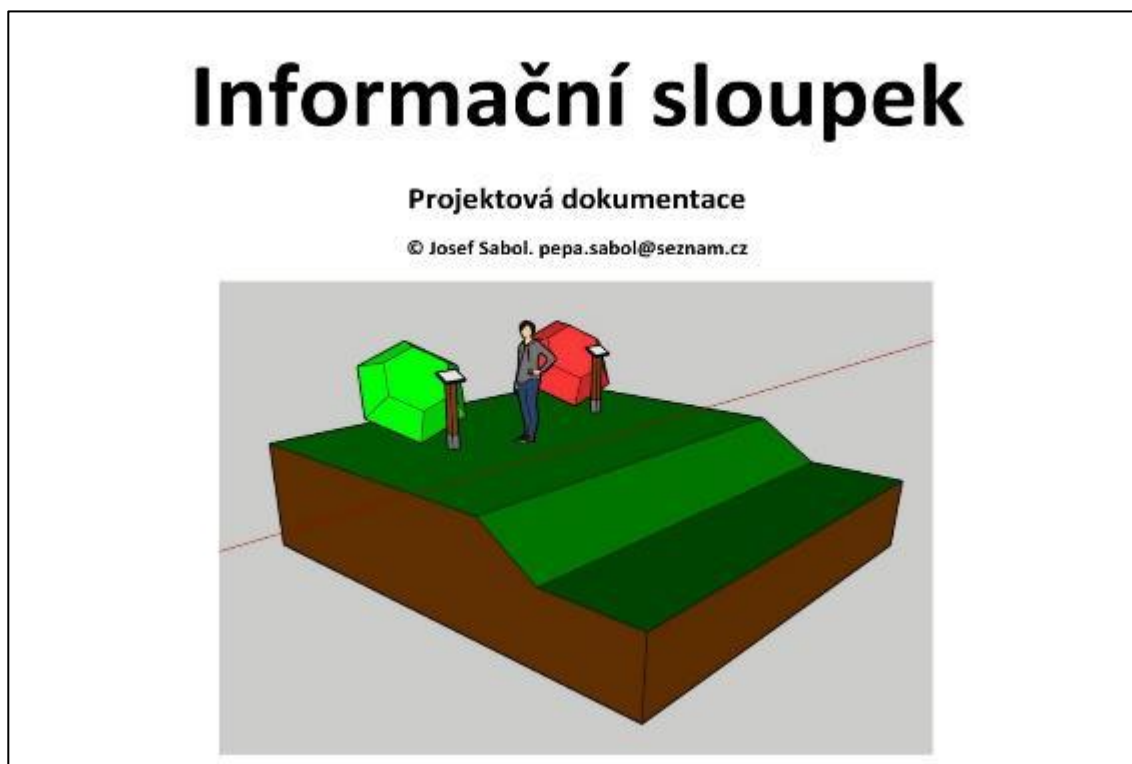 Informační sloupek
Projektová dokumentace
© Josef Sabol. pepa.sabol@seznam.cz